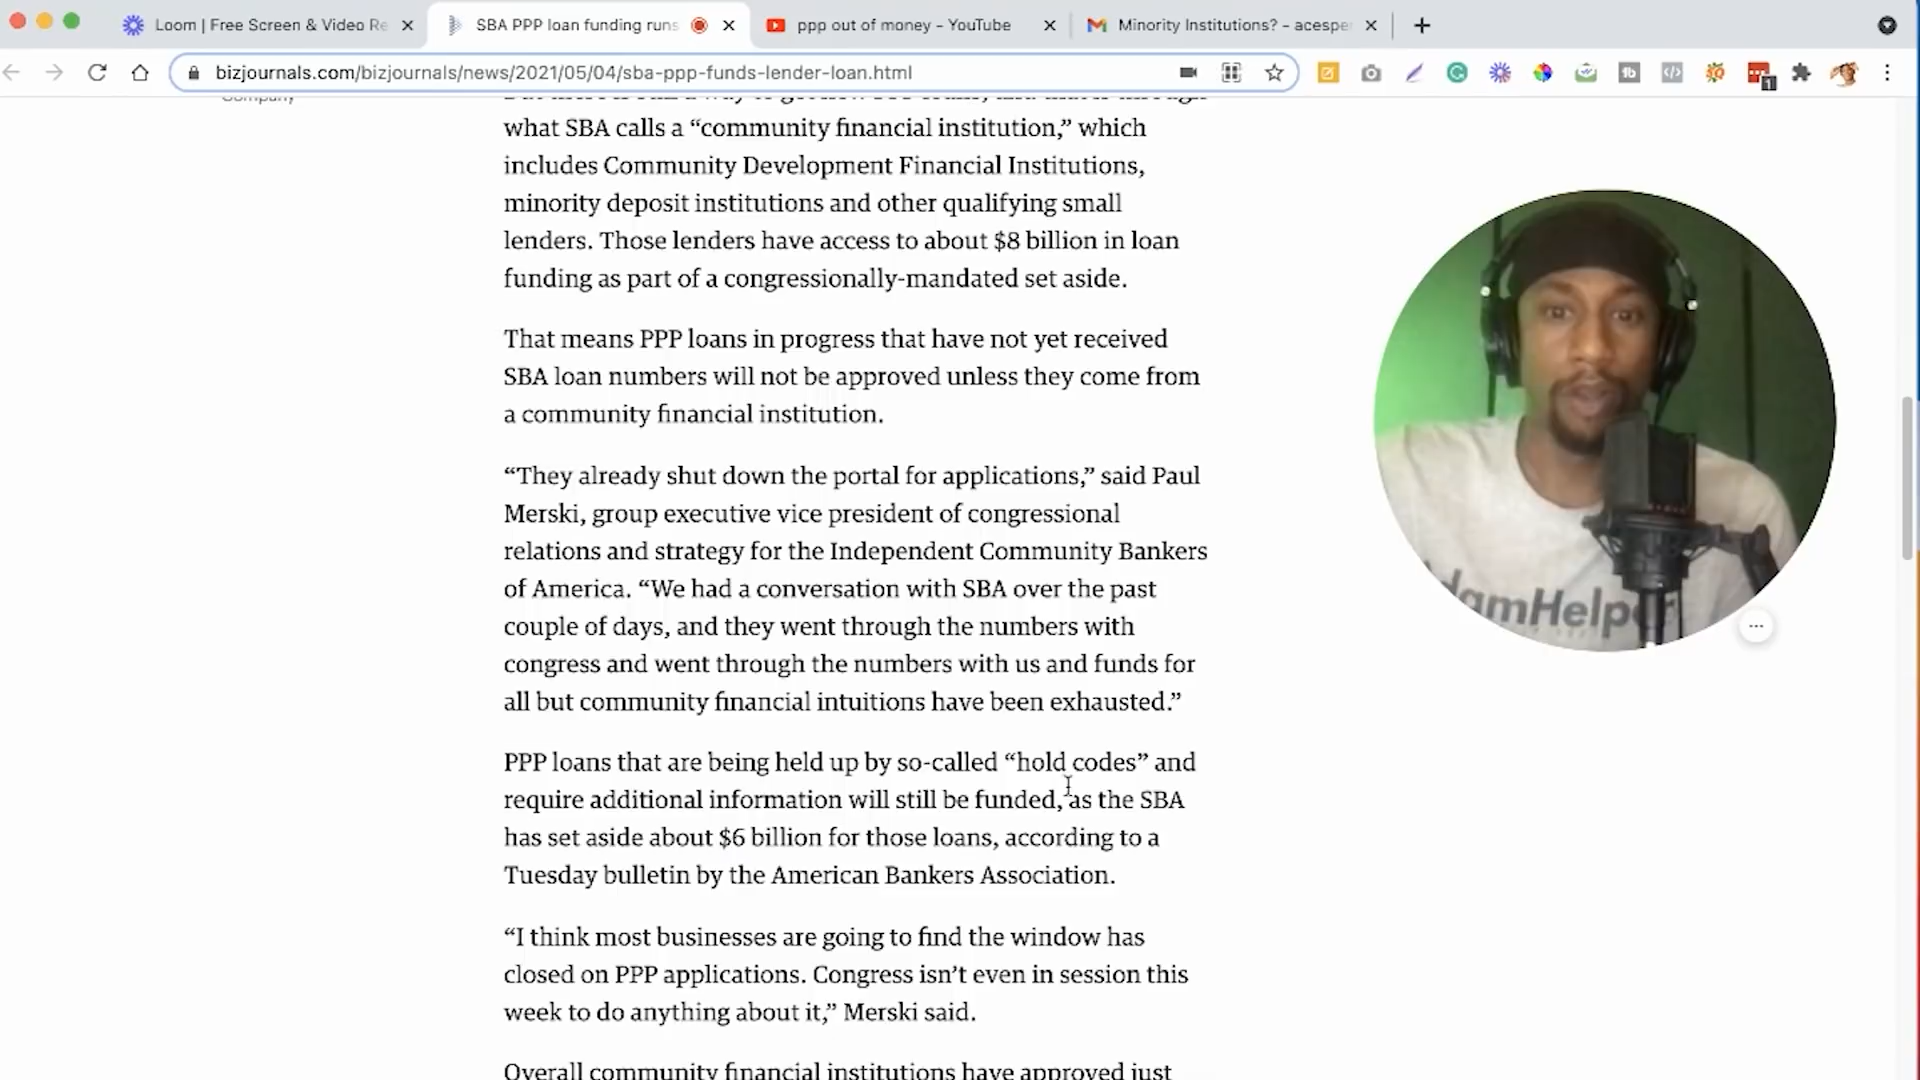 Loom | Free Screen & Video Re
SBA PPP loan funding runs
ppp out of money - YouTube
Minority Institutions? - acespe
bizjournals.com/bizjournals/news/2021/05/04/sba-ppp-funds-lender-loan.html
1
Company
what SBA calls a “community financial institution,” which
includes Community Development Financial Institutions,
minority deposit institutions and other qualifying small
lenders. Those lenders have access to about $8 billion in loan
funding as part of a congressionally-mandated set aside.
That means PPP loans in progress that have not yet received
SBA loan numbers will not be approved unless they come from
a community financial institution.
“They already shut down the portal for applications,” said Paul
Merski, group executive vice president of congressional
relations and strategy for the Independent Community Bankers
of America. “We had a conversation with SBA over the past
couple of days, and they went through the numbers with
congress and went through the numbers with us and funds for
all but community financial intuitions have been exhausted.”
PPP loans that are being held up by so-called “hold codes” and
require additional information will still be funded, as the SBA
has set aside about $6 billion for those loans, according to a
Tuesday bulletin by the American Bankers Association.
“I think most businesses are going to find the window has
closed on PPP applications. Congress isn’t even in session this
week to do anything about it,” Merski said.
Overall community financial institutions have approved just